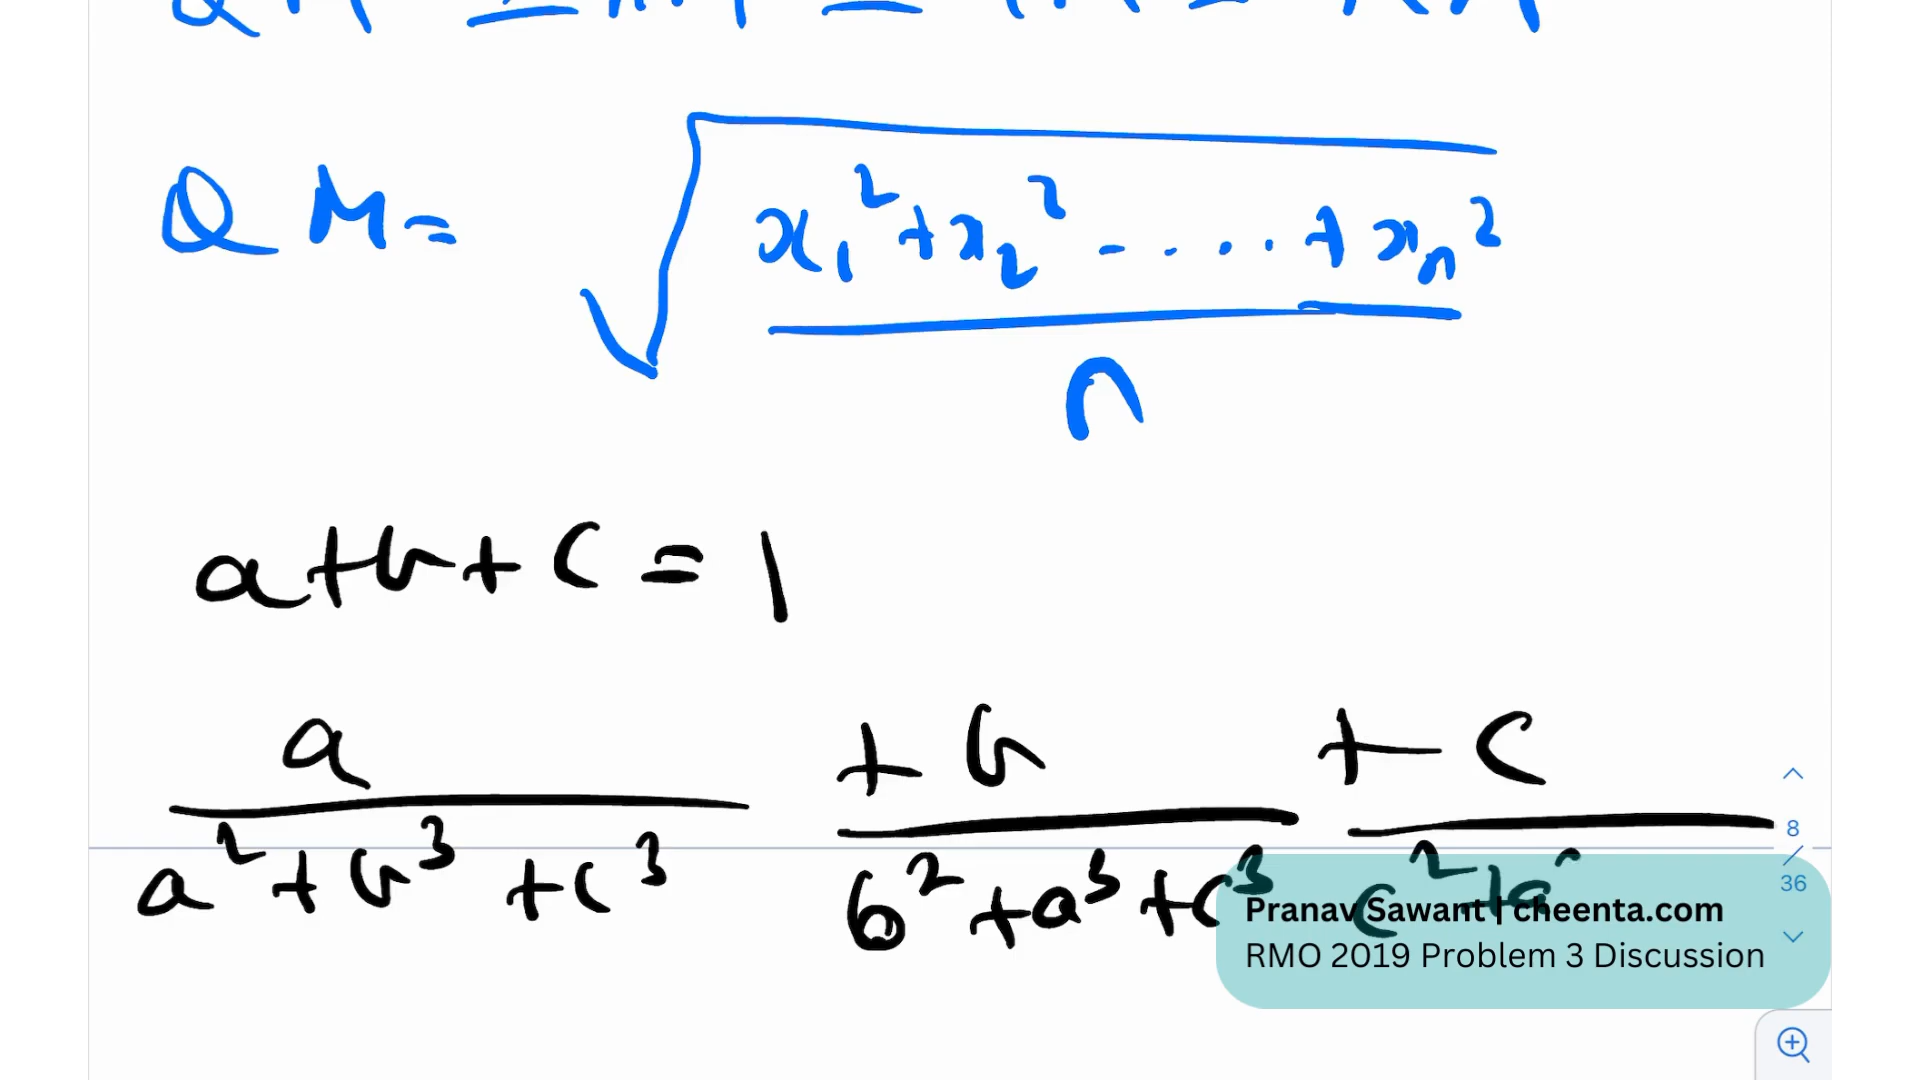 QM = √((x₁² + x₂² - .... + xₙ²) / n)
a+b+c = 1
a/(a²+b³+c³) + b/(b²+a³+c³) + c/(c²+a
8
/
36
Pranav Sawant | cheenta.com
RMO 2019 Problem 3 Discussion